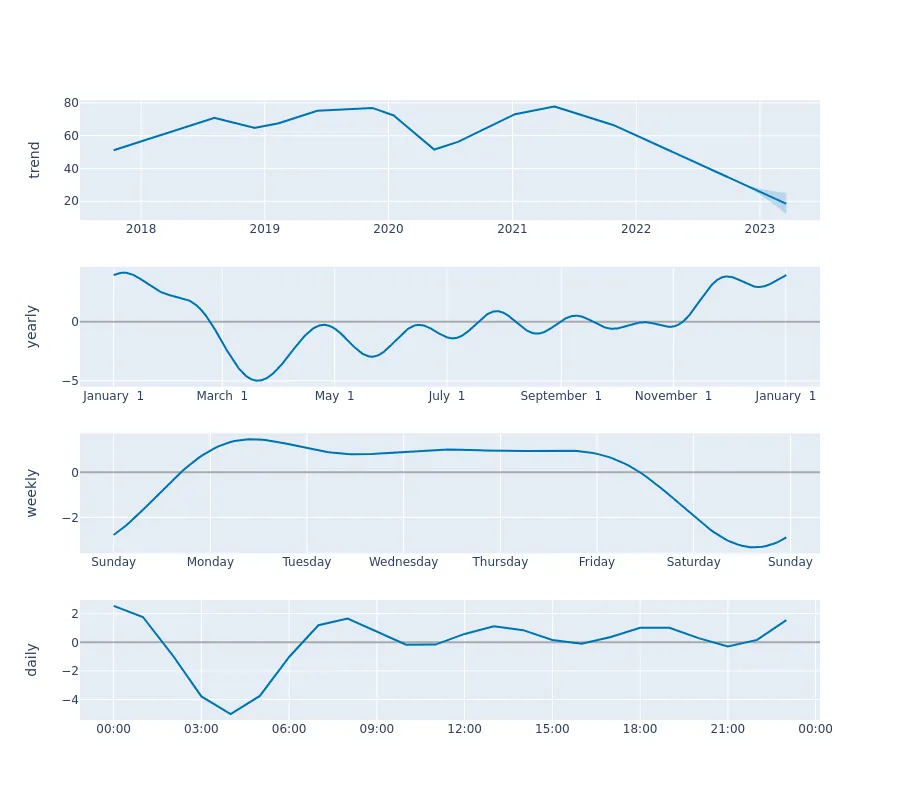 trend
80
60
40
20
2018 2019 2020 2021 2022 2023
yearly
0
−5
January 1 March 1 May 1 July 1 September 1 November 1 January 1
weekly
0
−2
Sunday Monday Tuesday Wednesday Thursday Friday Saturday Sunday
daily
2
0
−2
−4
00:00 03:00 06:00 09:00 12:00 15:00 18:00 21:00 00:00